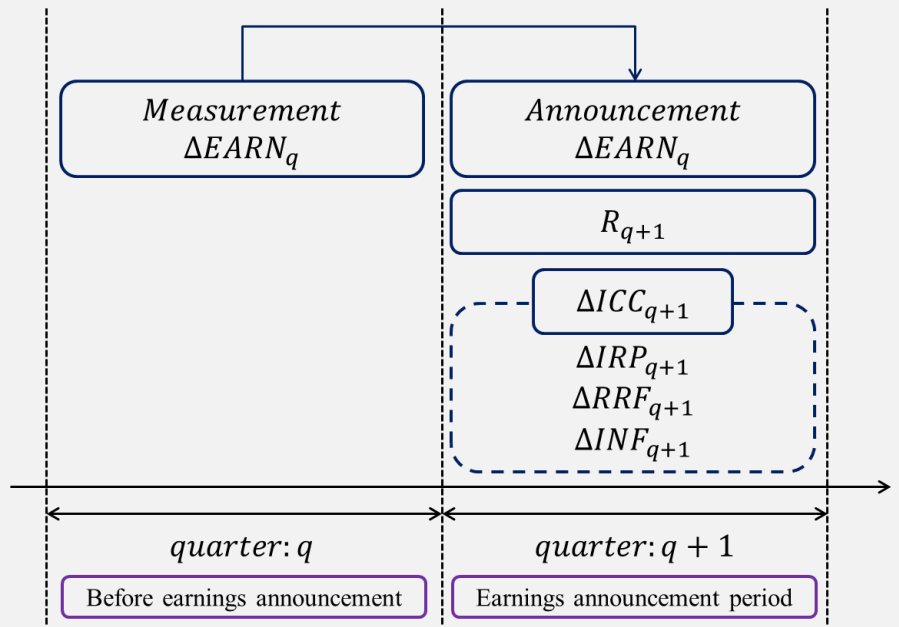 Measurement
ΔEARN_q
Announcement
ΔEARN_q
R_{q+1}
ΔICC_{q+1}
ΔIRP_{q+1}
ΔRRF_{q+1}
ΔINF_{q+1}
quarter: q
quarter: q + 1
Before earnings announcement
Earnings announcement period